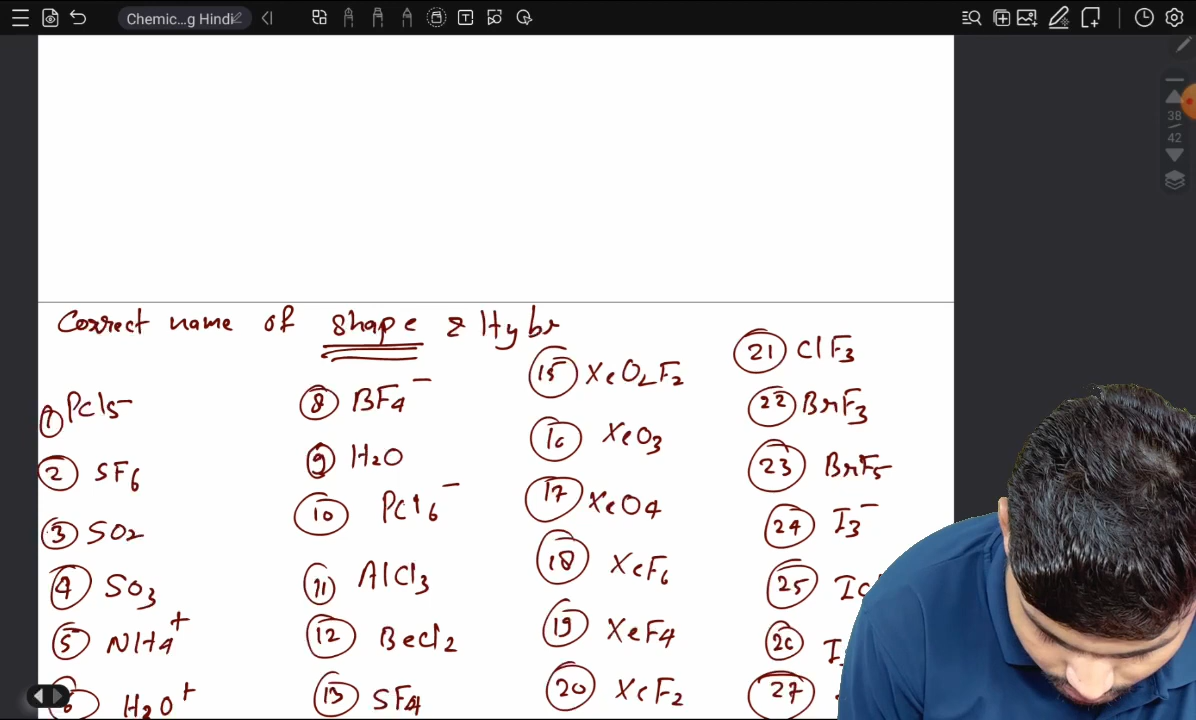 Chemic...g Hindi
38
42
Correct name of shape & Hybr
1 PCl5
2 SF6
3 SO2
4 SO3
5 NH4+
6 H2O+
8 BF4-
9 H2O
10 PCl6-
11 AlCl3
12 BeCl2
13 SF4
15 XeO2F2
16 XeO3
17 XeO4
18 XeF6
19 XeF4
20 XeF2
21 ClF3
22 BrF3
23 BrF5
24 I3-
25
26
27